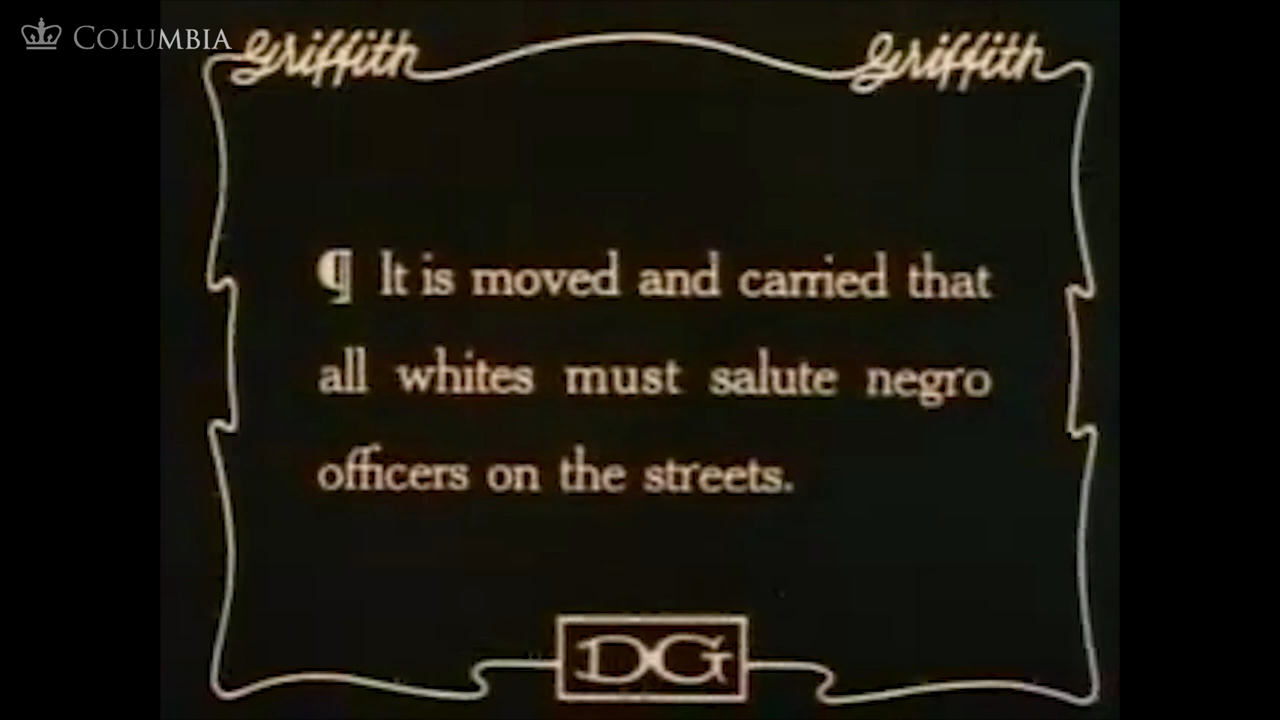 COLUMBIA
Griffith Griffith
¶ It is moved and carried that
all whites must salute negro
officers on the streets.
DG